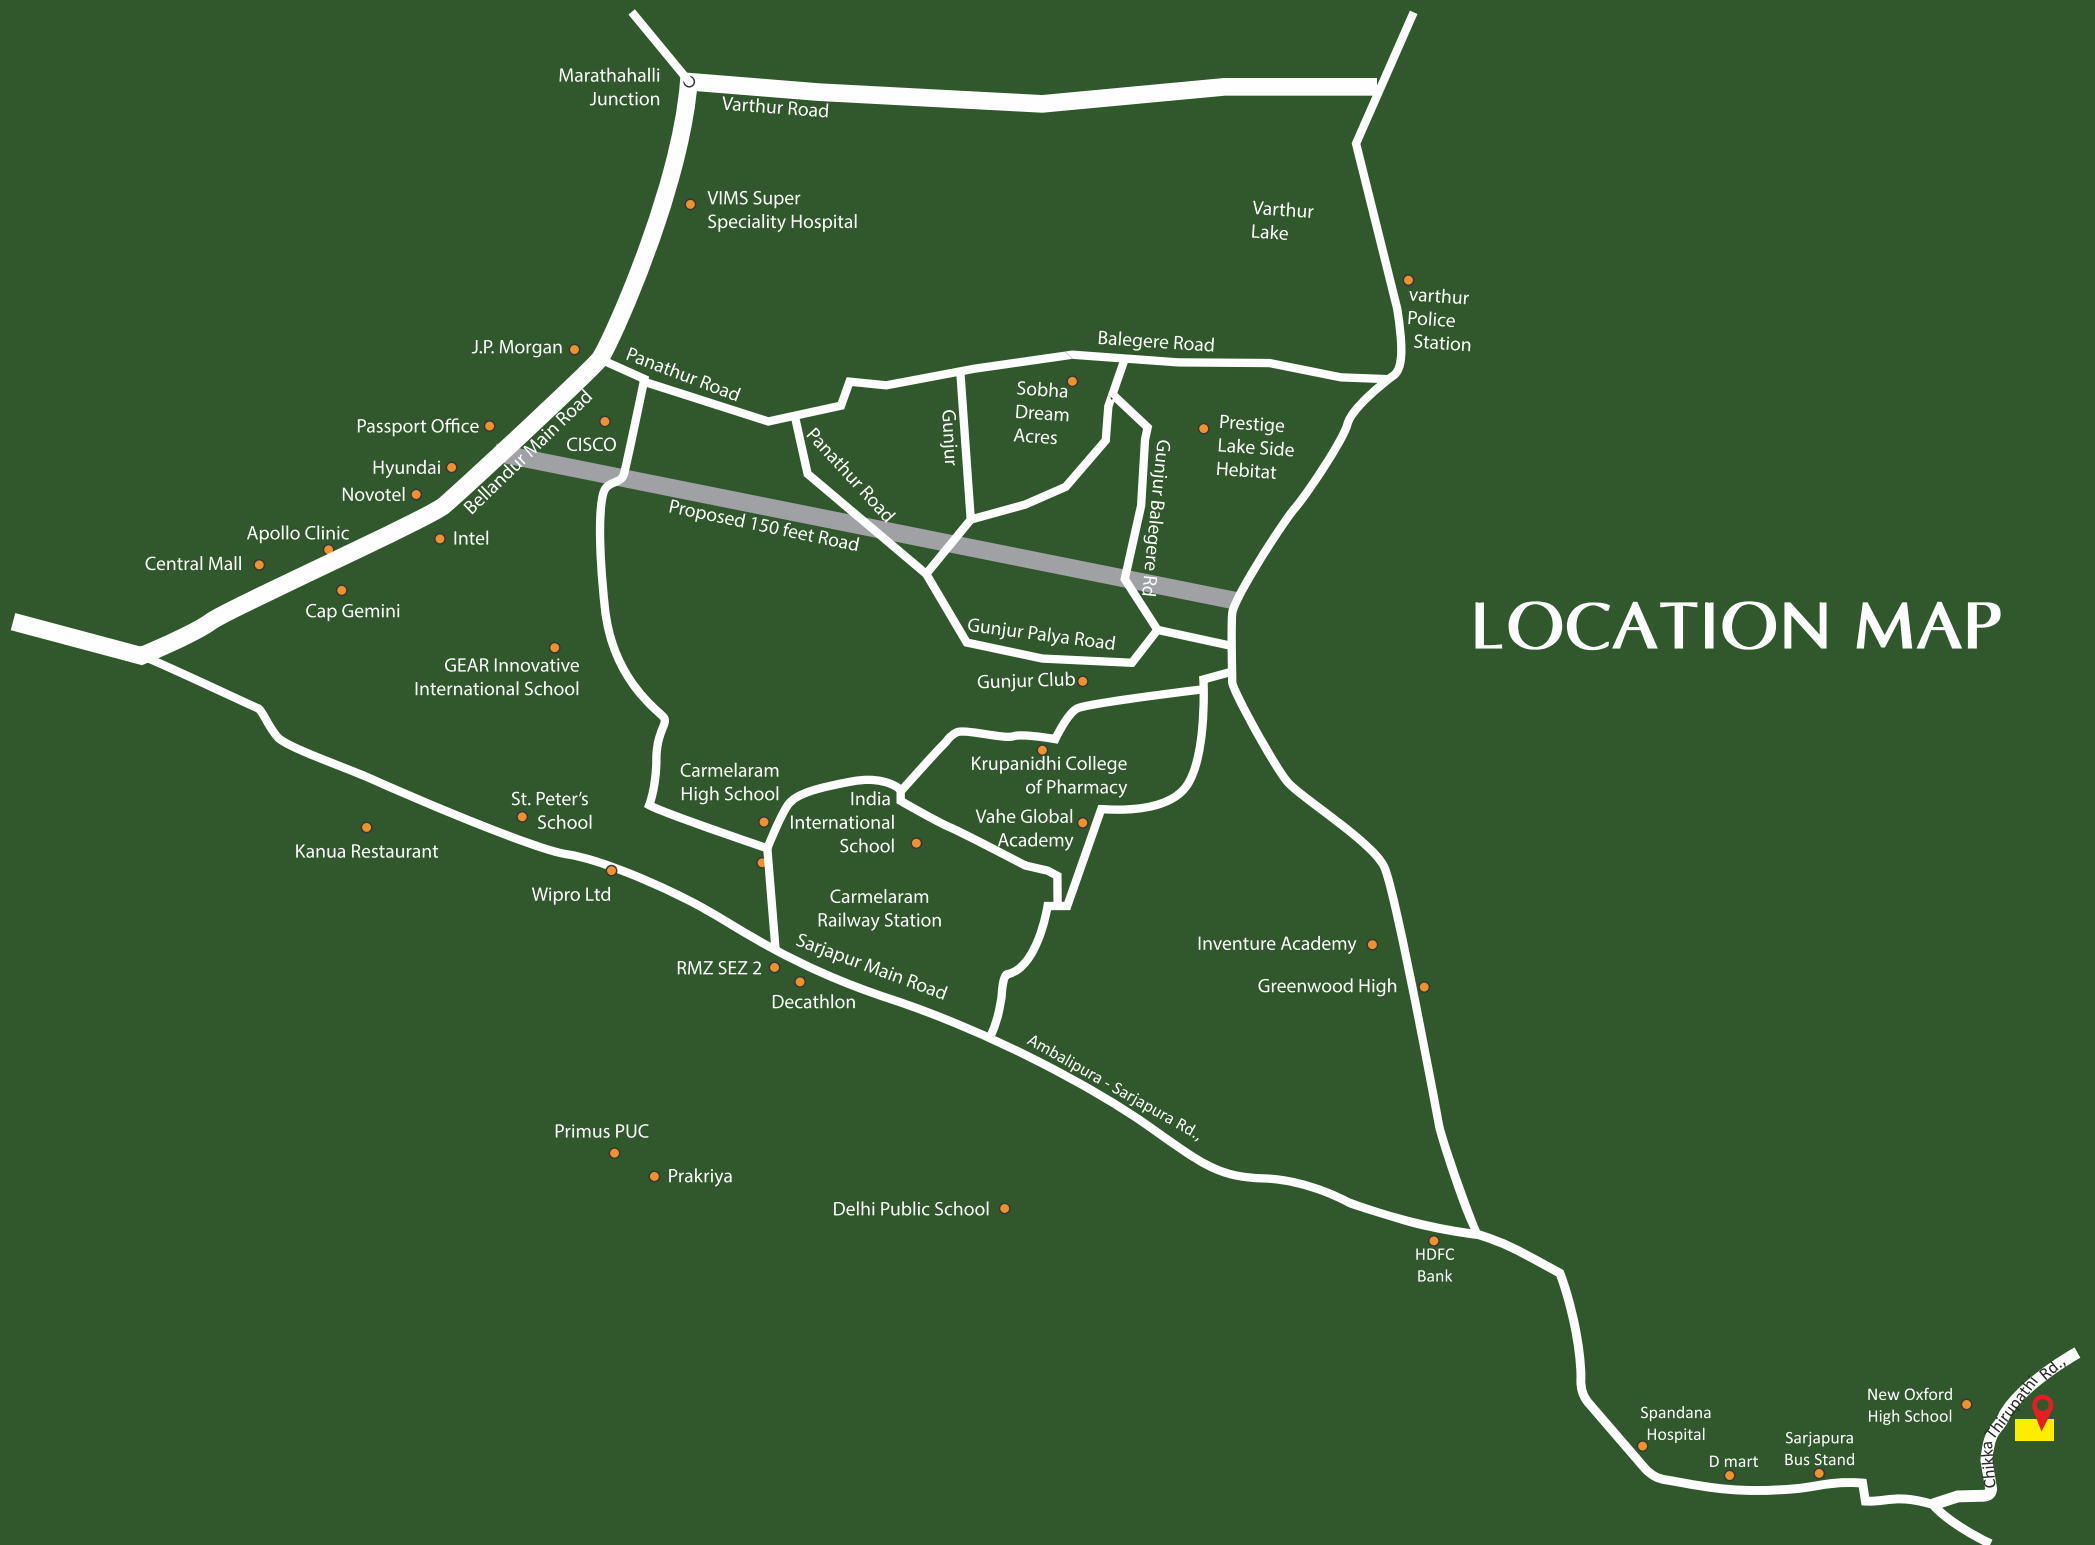 Marathahalli
Junction
Varthur Road
VIMS Super
Speciality Hospital
Varthur
Lake
varthur
Police
Station
J.P. Morgan
Panathur Road
Balegere Road
Sobha
Dream
Acres
Gunjur
Prestige
Lake Side
Hebitat
Passport Office
CISCO
Bellandur Main Road
Hyundai
Novotel
Panathur Road
Gunjur Balegere Rd
Proposed 150 feet Road
Apollo Clinic
Intel
Central Mall
Cap Gemini
LOCATION MAP
Gunjur Palya Road
GEAR Innovative
International School
Gunjur Club
Carmelaram
High School
Krupanidhi College
of Pharmacy
India
International
School
Vahe Global
Academy
St. Peter's
School
Kanua Restaurant
Wipro Ltd
Carmelaram
Railway Station
Sarjapur Main Road
RMZ SEZ 2
Decathlon
Inventure Academy
Greenwood High
Ambalipura - Sarjapura Rd.,
Primus PUC
Prakriya
Delhi Public School
HDFC
Bank
Chikka Thirupathi Rd.,
New Oxford
High School
Spandana
Hospital
D mart
Sarjapura
Bus Stand